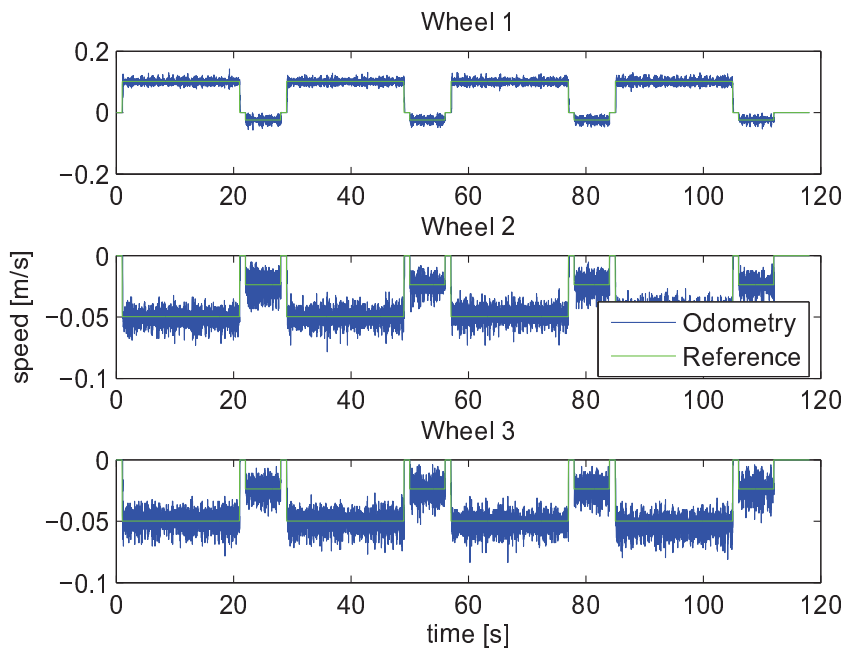 Wheel 1
0.2
0
−0.2
0 20 40 60 80 100 120
Wheel 2
0
−0.05
−0.1
0 20 40 60 80 100 120
speed [m/s]
Odometry
Reference
Wheel 3
0
−0.05
−0.1
0 20 40 60 80 100 120
time [s]